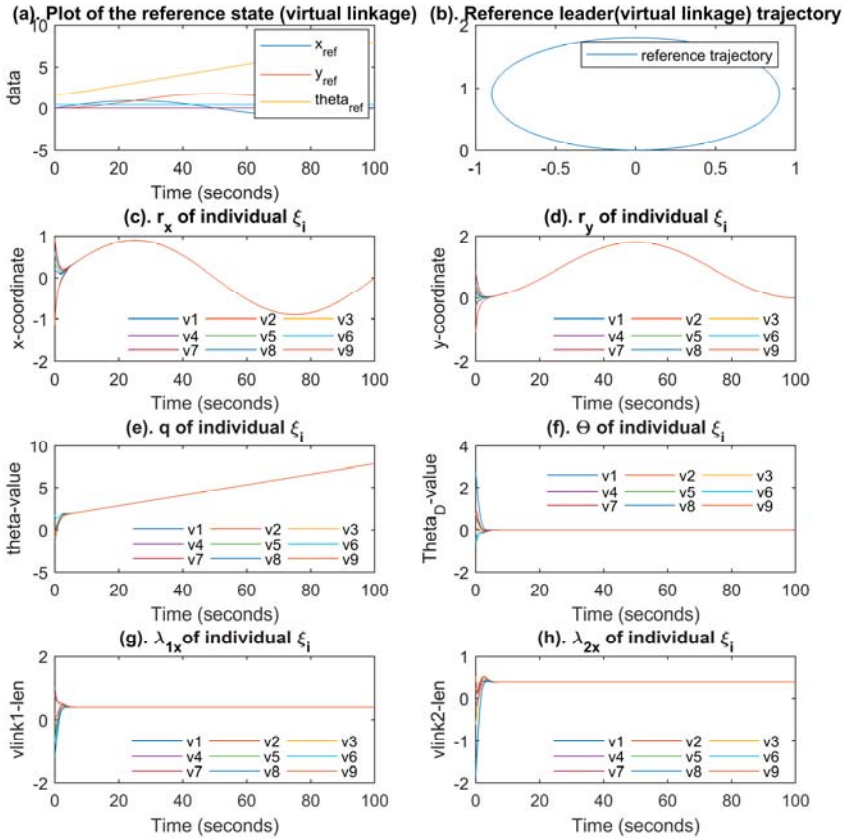 (a). Plot of the reference state (virtual linkage)
10
5
0
-5
data
x_ref
y_ref
theta_ref
0 20 40 60 80 100
Time (seconds)
(b). Reference leader(virtual linkage) trajectory
2
1
0
reference trajectory
-1 -0.5 0 0.5 1
(c). r_x of individual ξ_i
1
0
-1
-2
x-coordinate
v1 v2 v3
v4 v5 v6
v7 v8 v9
0 20 40 60 80 100
Time (seconds)
(d). r_y of individual ξ_i
2
0
-2
y-coordinate
v1 v2 v3
v4 v5 v6
v7 v8 v9
0 20 40 60 80 100
Time (seconds)
(e). q of individual ξ_i
10
5
0
-5
theta-value
v1 v2 v3
v4 v5 v6
v7 v8 v9
0 20 40 60 80 100
Time (seconds)
(f). Θ of individual ξ_i
4
2
0
-2
Theta_D-value
v1 v2 v3
v4 v5 v6
v7 v8 v9
0 20 40 60 80 100
Time (seconds)
(g). λ_1x of individual ξ_i
2
0
-2
vlink1-len
v1 v2 v3
v4 v5 v6
v7 v8 v9
0 20 40 60 80 100
Time (seconds)
(h). λ_2x of individual ξ_i
1
0
-1
-2
vlink2-len
v1 v2 v3
v4 v5 v6
v7 v8 v9
0 20 40 60 80 100
Time (seconds)